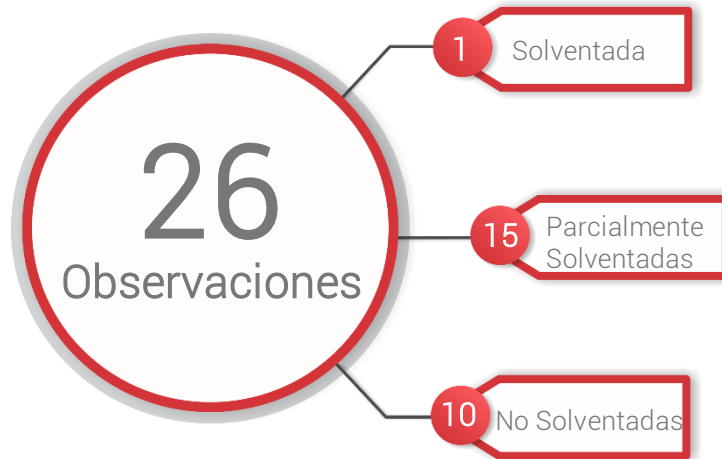 26
Observaciones
1
Solventada
15
Parcialmente
Solventadas
10
No Solventadas